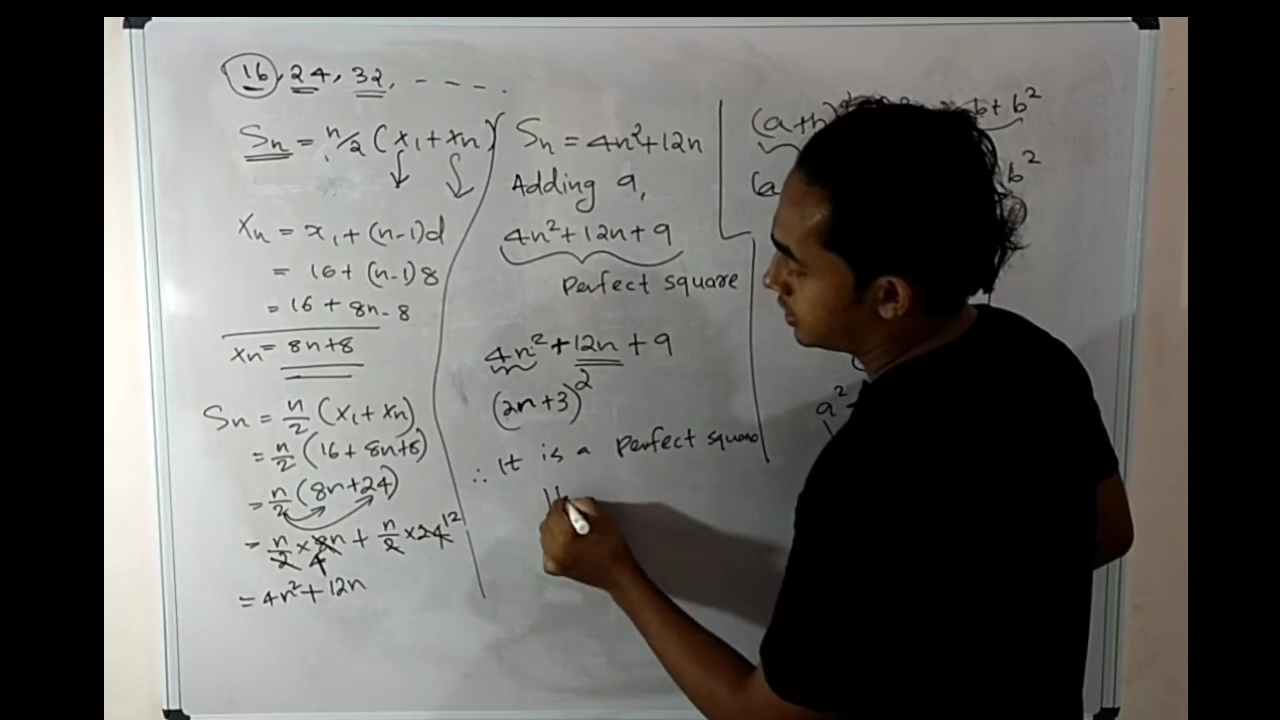 16, 24, 32, - - - .
Sn = n/2 (x₁ + xn)
xn = x₁ + (n-1)d
= 16 + (n-1)8
= 16 + 8n - 8
xn = 8n+8
Sn = n/2 (x₁ + xn)
= n/2 (16 + 8n+8)
= n/2 (8n+24)
= n/2 × 8n 4 + n/2 × 24 12
= 4n² + 12n
Sn = 4n²+12n
Adding 9,
4n²+12n+9
Perfect square
4n² + 12n + 9
(2n+3)²
∴ It is a perfect square
(a+b)
b + b²
(a
b²
a²